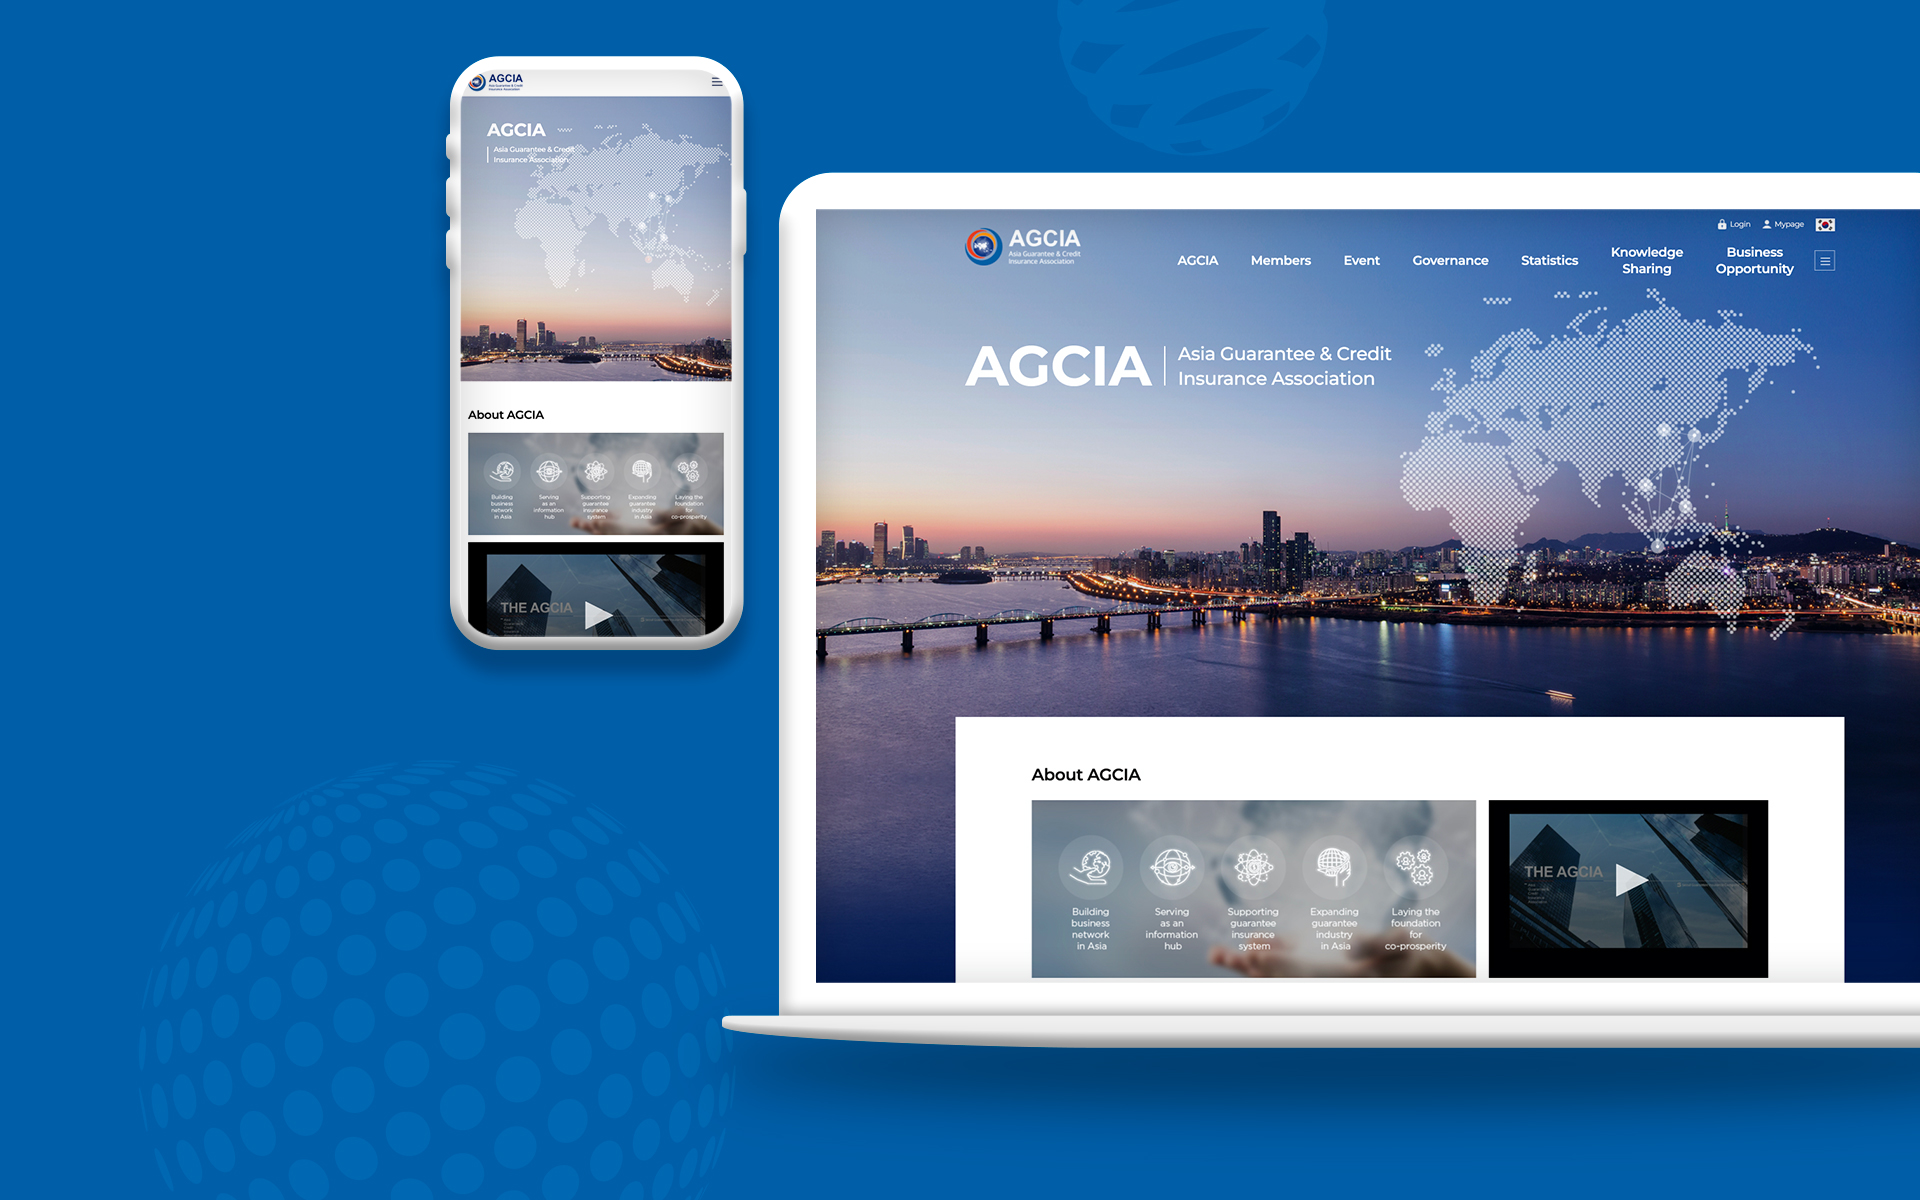 AGCIA
Asia Guarantee & Credit
Insurance Association
AGCIA
Asia Guarantee & Credit
Insurance Association
About AGCIA
Building
business
network
in Asia
Serving
as an
information
hub
Supporting
guarantee
insurance
system
Expanding
guarantee
industry
in Asia
Laying the
foundation
for
co-prosperity
THE AGCIA
Login
Mypage
AGCIA
Asia Guarantee & Credit
Insurance Association
AGCIA
Members
Event
Governance
Statistics
Knowledge
Sharing
Business
Opportunity
AGCIA
Asia Guarantee & Credit
Insurance Association
About AGCIA
Building
business
network
in Asia
Serving
as an
information
hub
Supporting
guarantee
insurance
system
Expanding
guarantee
industry
in Asia
Laying the
foundation
for
co-prosperity
THE AGCIA